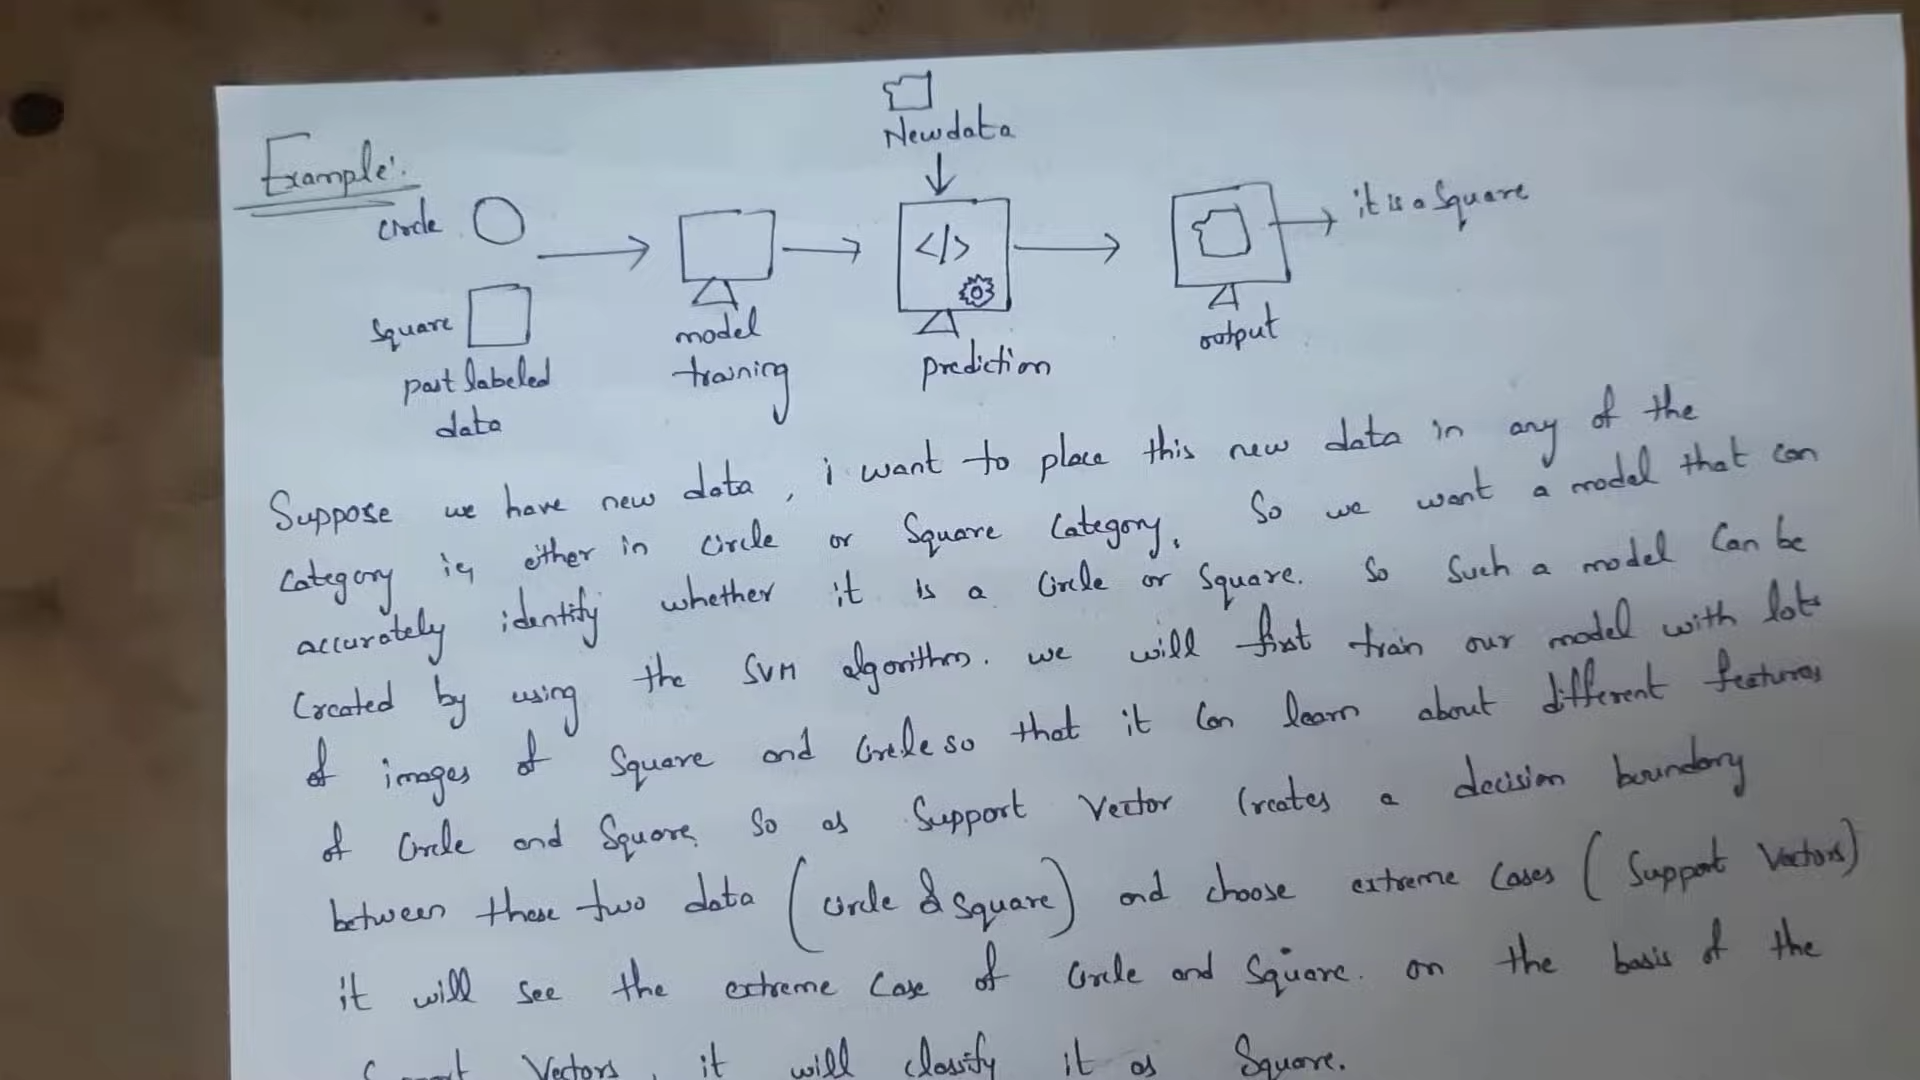 Example:
New data
circle
it is a square
</>
Square
past labeled
data
model
training
prediction
output
Suppose we have new data, i want to place this new data in any of the
category ie, either in circle or Square Category. So we want a model that can
accurately identify whether it is a Circle or Square. So Such a model Can be
Created by using the SVM algorithm. we will first train our model with lots
of images of Square and Circle so that it Can learn about different features
of Circle and Square. So as Support Vector Creates a decision boundary
between these two data (circle & square) and choose extreme Cases (Support Vectors)
it will see the extreme Case of Circle and Square. on the basis of the
Support Vectors, it will classify it as Square.